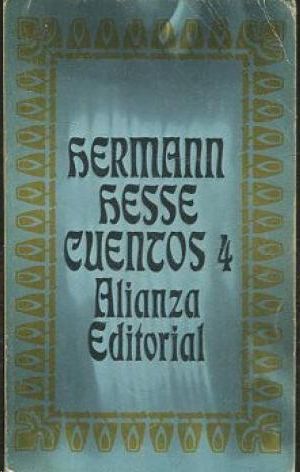 HERMANN
HESSE
CUENTOS 4
Alianza
Editorial